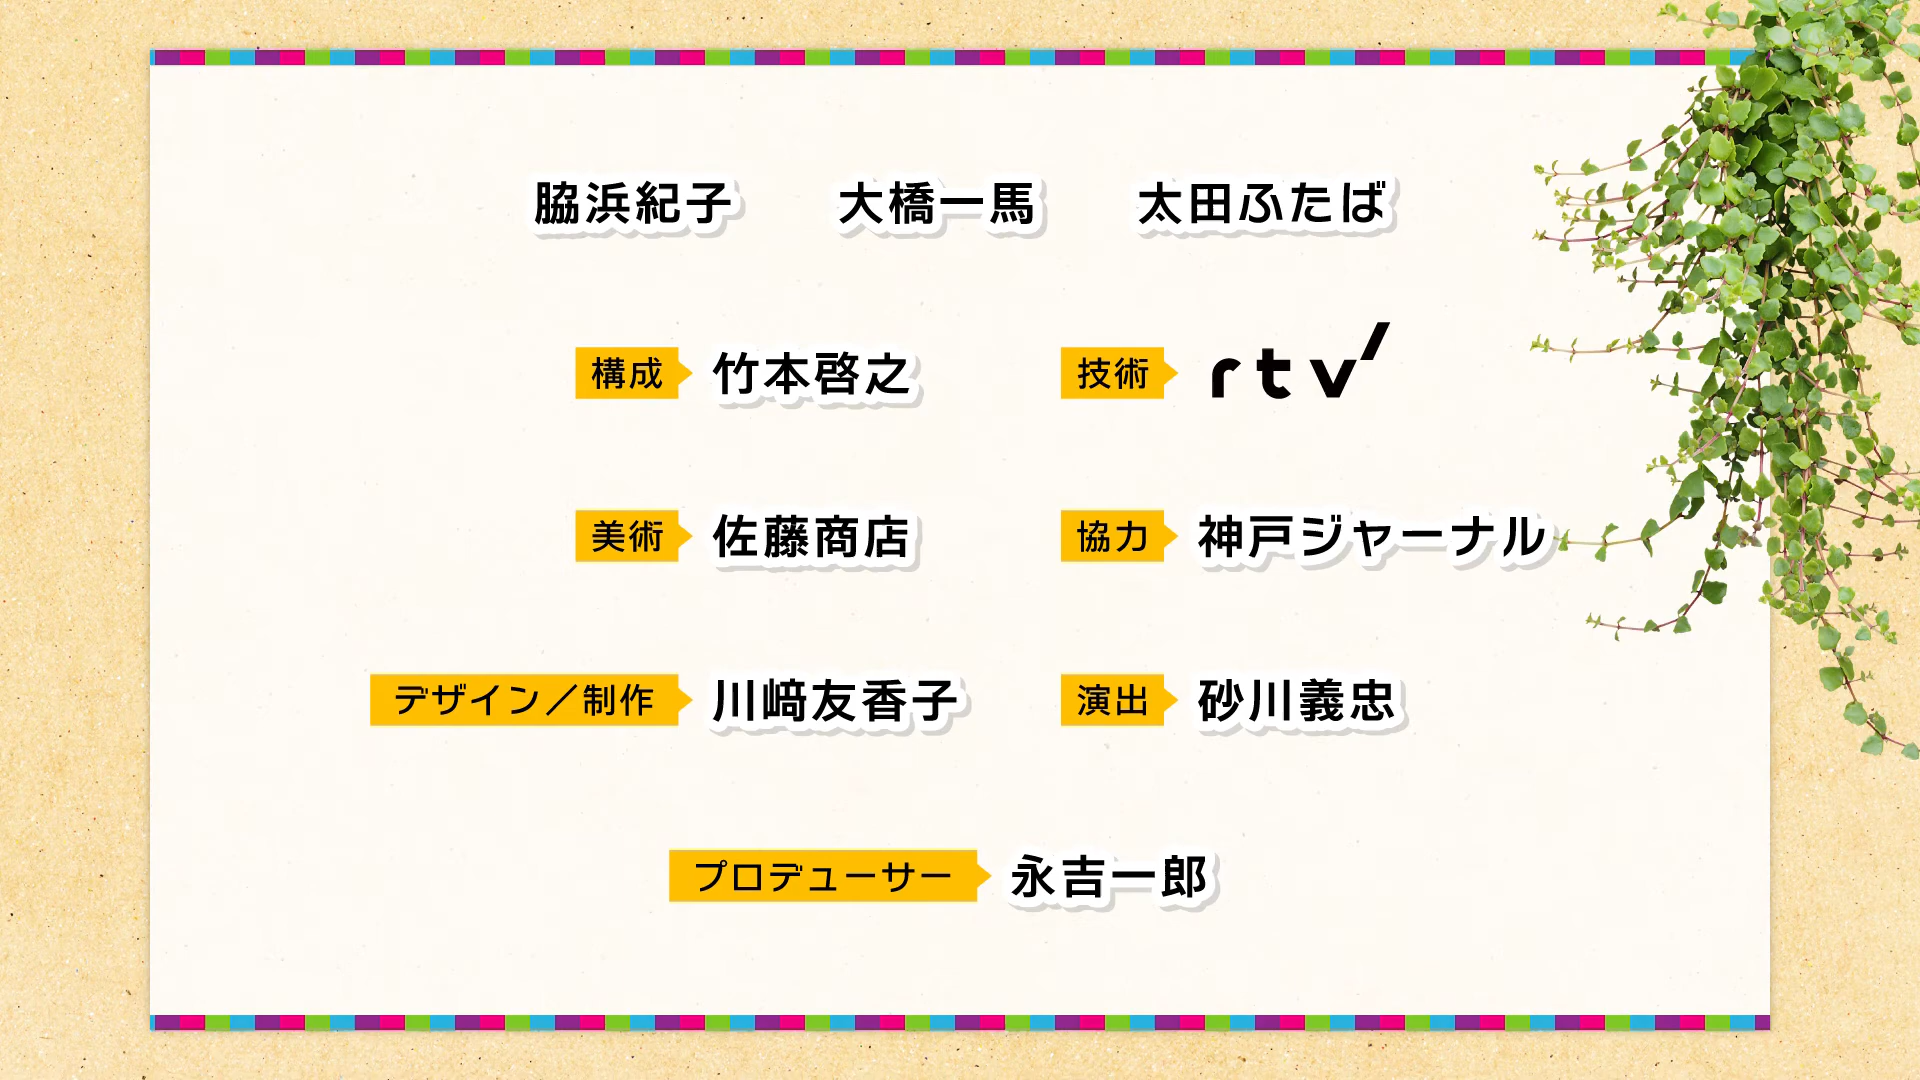 脇浜紀子 大橋一馬 太田ふたば
構成 竹本啓之 技術 rtv
美術 佐藤商店 協力 神戸ジャーナル
デザイン／制作 川﨑友香子 演出 砂川義忠
プロデューサー 永吉一郎